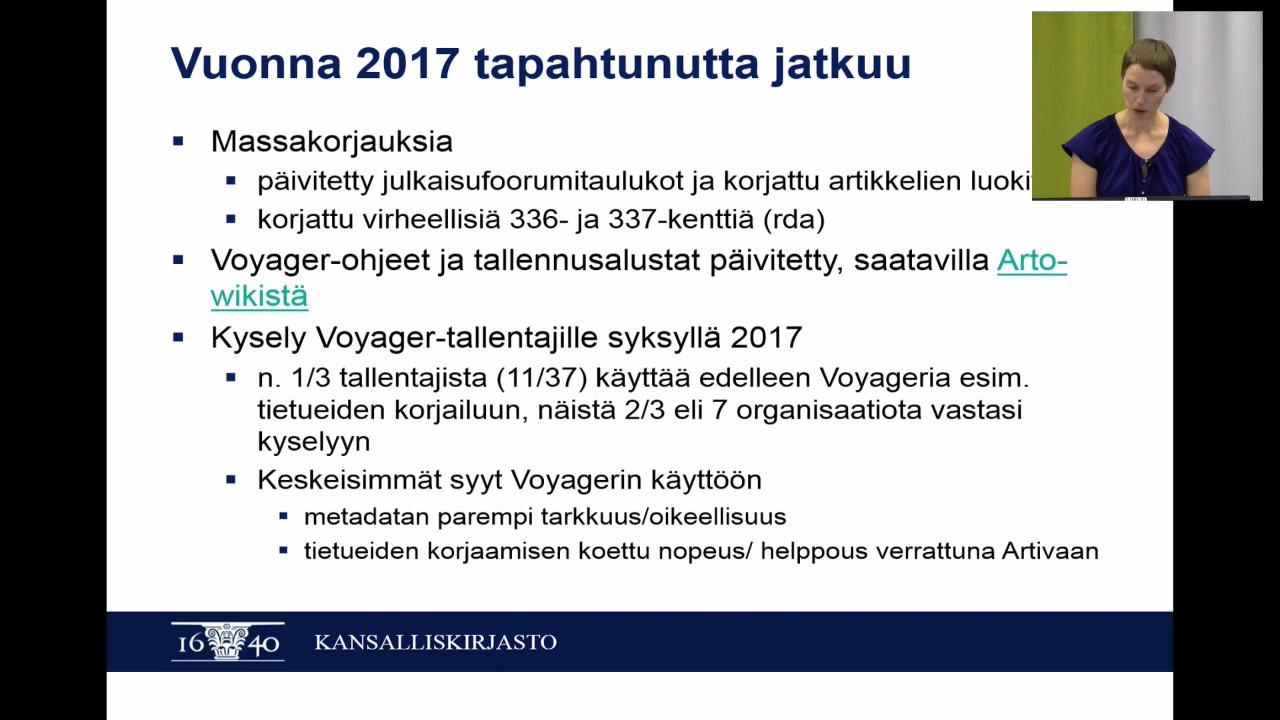 Vuonna 2017 tapahtunutta jatkuu
Massakorjauksia
päivitetty julkaisufoorumitaulukot ja korjattu artikkelien
korjattu virheellisiä 336- ja 337-kenttiä (rda)
Voyager-ohjeet ja tallennusalustat päivitetty, saatavilla Arto-
wikistä
Kysely Voyager-tallentajille syksyllä 2017
n. 1/3 tallentajista (11/37) käyttää edelleen Voyageria esim.
tietueiden korjailuun, näistä 2/3 eli 7 organisaatiota vastasi
kyselyyn
Keskeisimmät syyt Voyagerin käyttöön
metadatan parempi tarkkuus/oikeellisuus
tietueiden korjaamisen koettu nopeus/ helppous verrattuna Artivaan
1640 KANSALLISKIRJASTO